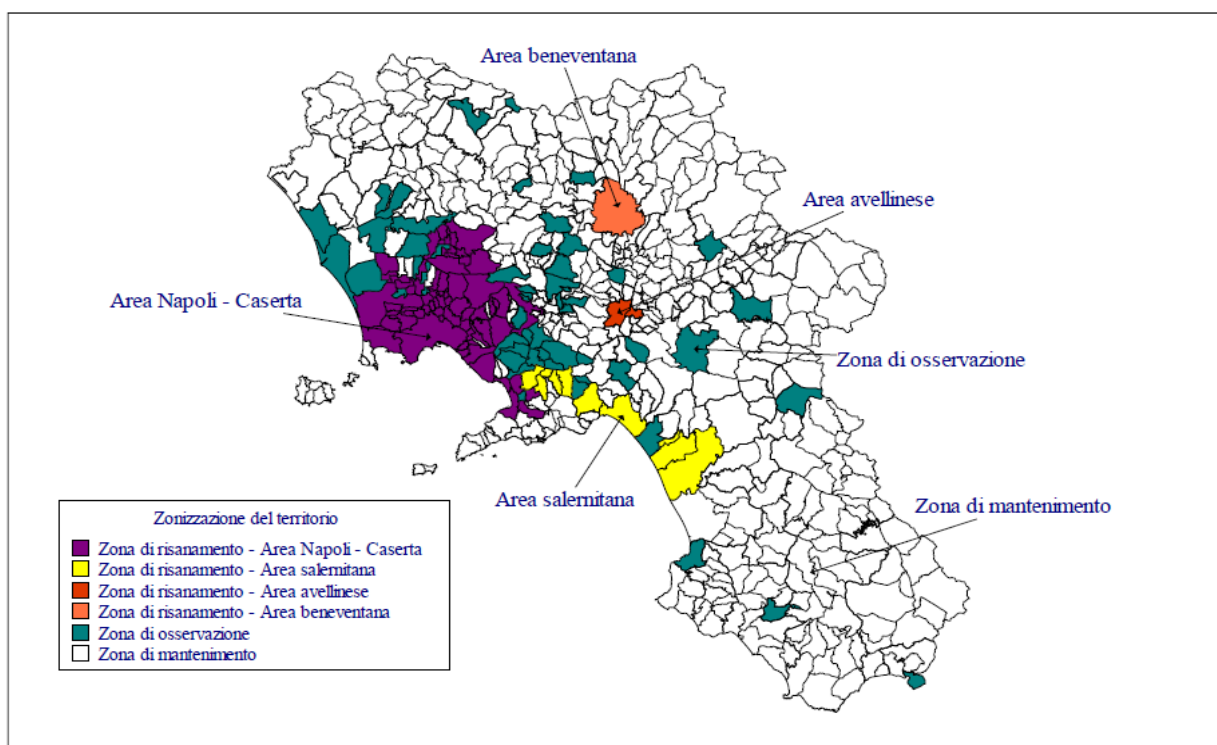 Area beneventana
Area avellinese
Area Napoli - Caserta
Zona di osservazione
Area salernitana
Zona di mantenimento
Zonizzazione del territorio
Zona di risanamento - Area Napoli - Caserta
Zona di risanamento - Area salernitana
Zona di risanamento - Area avellinese
Zona di risanamento - Area beneventana
Zona di osservazione
Zona di mantenimento